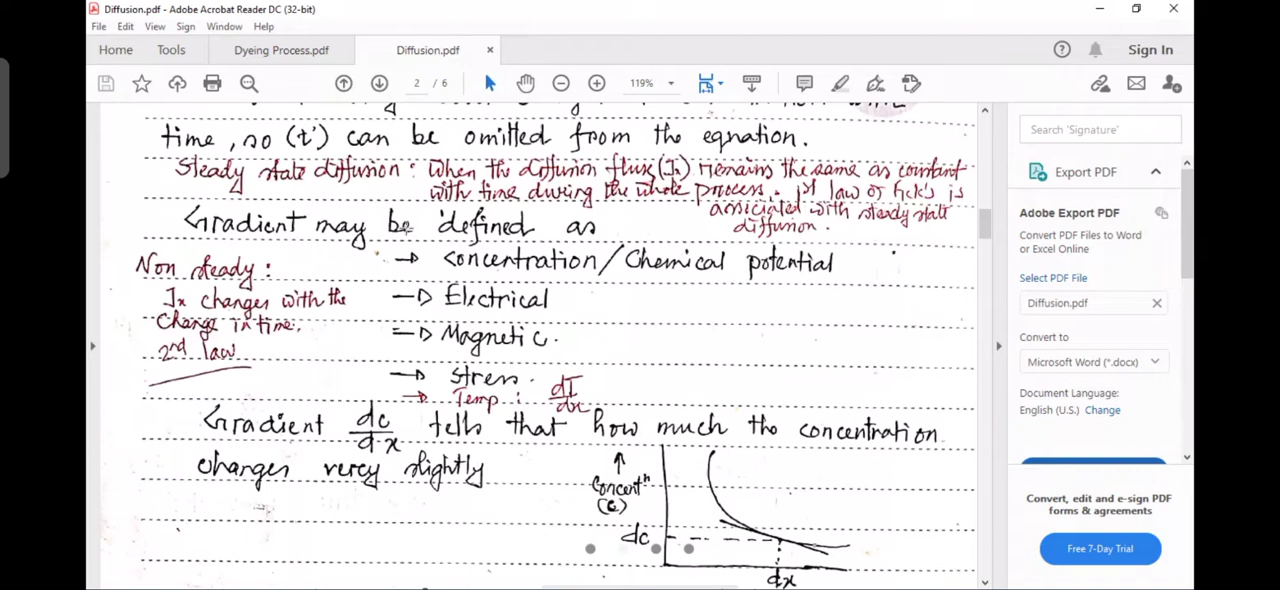 Diffusion.pdf - Adobe Acrobat Reader DC (32-bit)
File Edit View Sign Window Help
Home Tools Dyeing Process.pdf Diffusion.pdf × Sign In
2 / 6 119%
time, so (t') can be omitted from the equation.
Steady state diffusion : When the diffusion flux (Jx) remains the same as constant
with time during the whole process. 1st law of fick's is
associated with steady state
diffusion.
Gradient may be defined as
→ Concentration/Chemical potential
Non steady :
Jx changes with the
change in time.
2nd law
→ Electrical
→ Magnetic.
→ Stress.
→ Temp : dT/dx
Gradient dc/dx tells that how much the concentration
changes verey slightly
↑
Concentn
(C)
dc
dx
Search 'Signature'
Export PDF
Adobe Export PDF
Convert PDF Files to Word
or Excel Online
Select PDF File
Diffusion.pdf ×
Convert to
Microsoft Word (*.docx)
Document Language:
English (U.S.) Change
Convert, edit and e-sign PDF
forms & agreements
Free 7-Day Trial